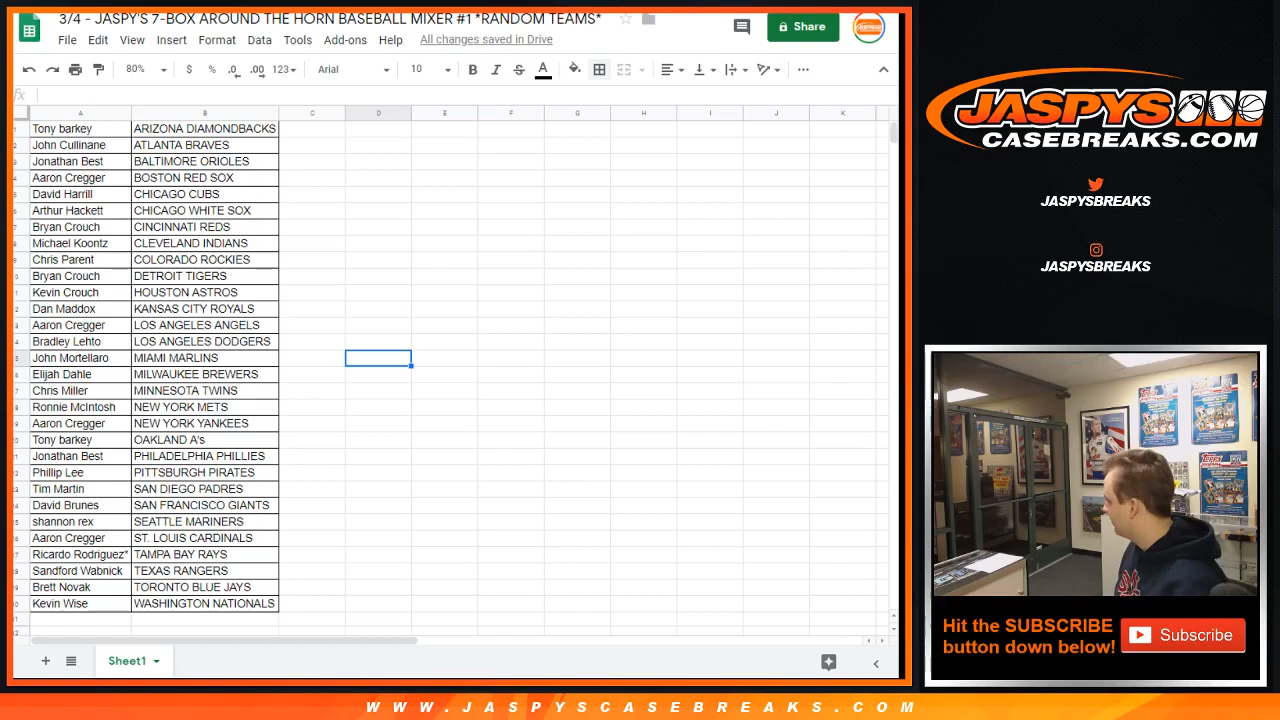 3/4 - JASPY'S 7-BOX AROUND THE HORN BASEBALL MIXER #1 *RANDOM TEAMS*
File Edit View Insert Format Data Tools Add-ons Help All changes saved in Drive
Share
80% $ % .0 .00 123 Arial 10 B I S A
fx
A B C D E F G H I J K
Tony barkey ARIZONA DIAMONDBACKS
John Cullinane ATLANTA BRAVES
Jonathan Best BALTIMORE ORIOLES
Aaron Cregger BOSTON RED SOX
David Harrill CHICAGO CUBS
Arthur Hackett CHICAGO WHITE SOX
Bryan Crouch CINCINNATI REDS
Michael Koontz CLEVELAND INDIANS
Chris Parent COLORADO ROCKIES
Bryan Crouch DETROIT TIGERS
Kevin Crouch HOUSTON ASTROS
Dan Maddox KANSAS CITY ROYALS
Aaron Cregger LOS ANGELES ANGELS
Bradley Lehto LOS ANGELES DODGERS
John Mortellaro MIAMI MARLINS
Elijah Dahle MILWAUKEE BREWERS
Chris Miller MINNESOTA TWINS
Ronnie McIntosh NEW YORK METS
Aaron Cregger NEW YORK YANKEES
Tony barkey OAKLAND A's
Jonathan Best PHILADELPHIA PHILLIES
Phillip Lee PITTSBURGH PIRATES
Tim Martin SAN DIEGO PADRES
David Brunes SAN FRANCISCO GIANTS
shannon rex SEATTLE MARINERS
Aaron Cregger ST. LOUIS CARDINALS
Ricardo Rodriguez* TAMPA BAY RAYS
Sandford Wabnick TEXAS RANGERS
Brett Novak TORONTO BLUE JAYS
Kevin Wise WASHINGTON NATIONALS
Sheet1
JASPYS
CASEBREAKS.COM
JASPYSBREAKS
JASPYSBREAKS
Hit the SUBSCRIBE
button down below!
Subscribe
WWW.JASPYSCASEBREAKS.COM